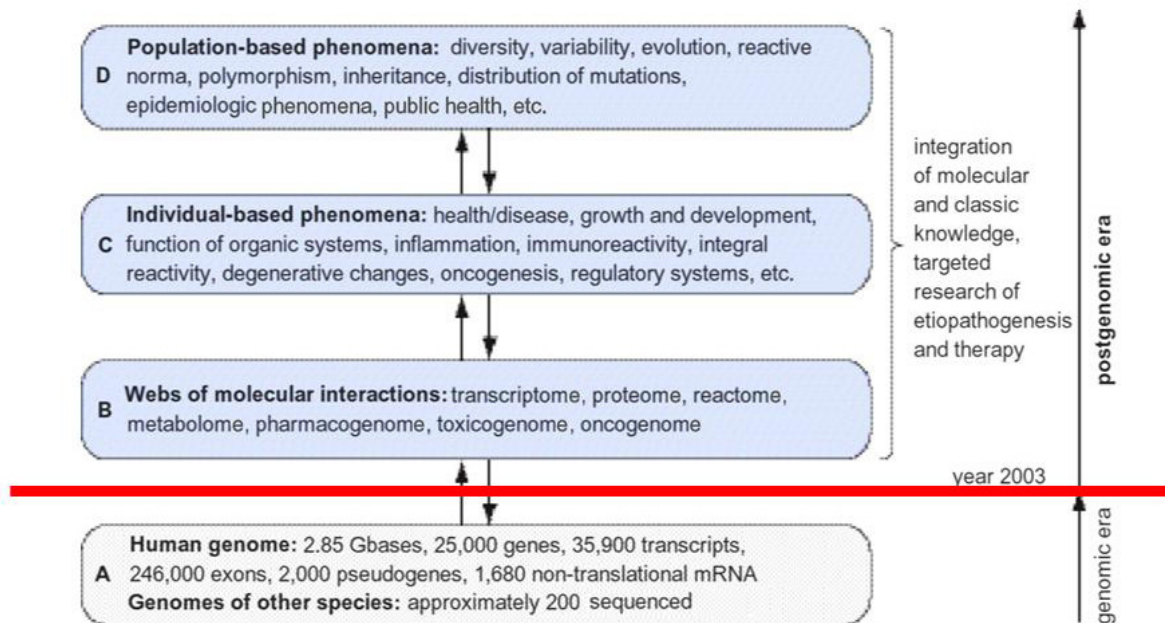 Population-based phenomena: diversity, variability, evolution, reactive
D norma, polymorphism, inheritance, distribution of mutations,
epidemiologic phenomena, public health, etc.
Individual-based phenomena: health/disease, growth and development,
C function of organic systems, inflammation, immunoreactivity, integral
reactivity, degenerative changes, oncogenesis, regulatory systems, etc.
Webs of molecular interactions: transcriptome, proteome, reactome,
B metabolome, pharmacogenome, toxicogenome, oncogenome
integration
of molecular
and classic
knowledge,
targeted
research of
etiopathogenesis
and therapy
postgenomic era
year 2003
Human genome: 2.85 Gbases, 25,000 genes, 35,900 transcripts,
A 246,000 exons, 2,000 pseudogenes, 1,680 non-translational mRNA
Genomes of other species: approximately 200 sequenced
genomic era